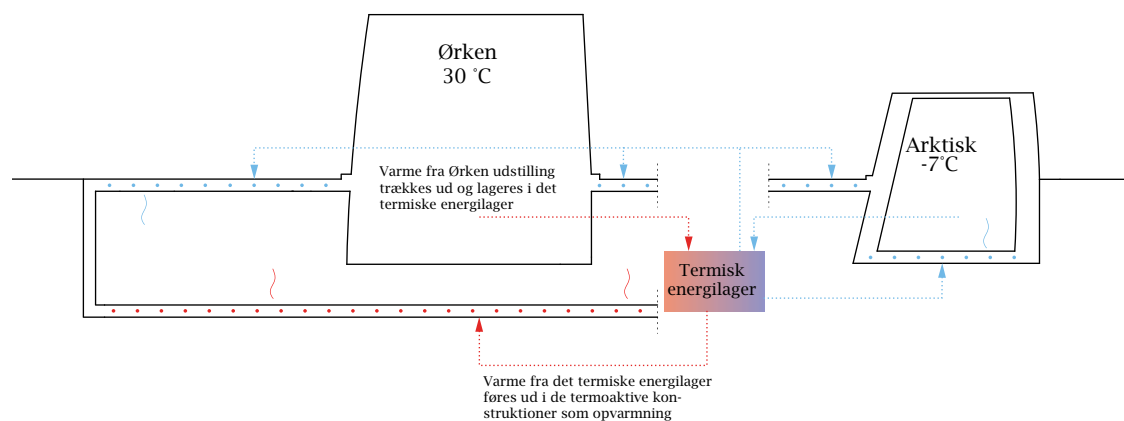 Ørken
30 °C
Varme fra Ørken udstilling
trækkes ud og lageres i det
termiske energilager
Arktisk
-7°C
Termisk
energilager
Varme fra det termiske energilager
føres ud i de termoaktive kon-
struktioner som opvarmning